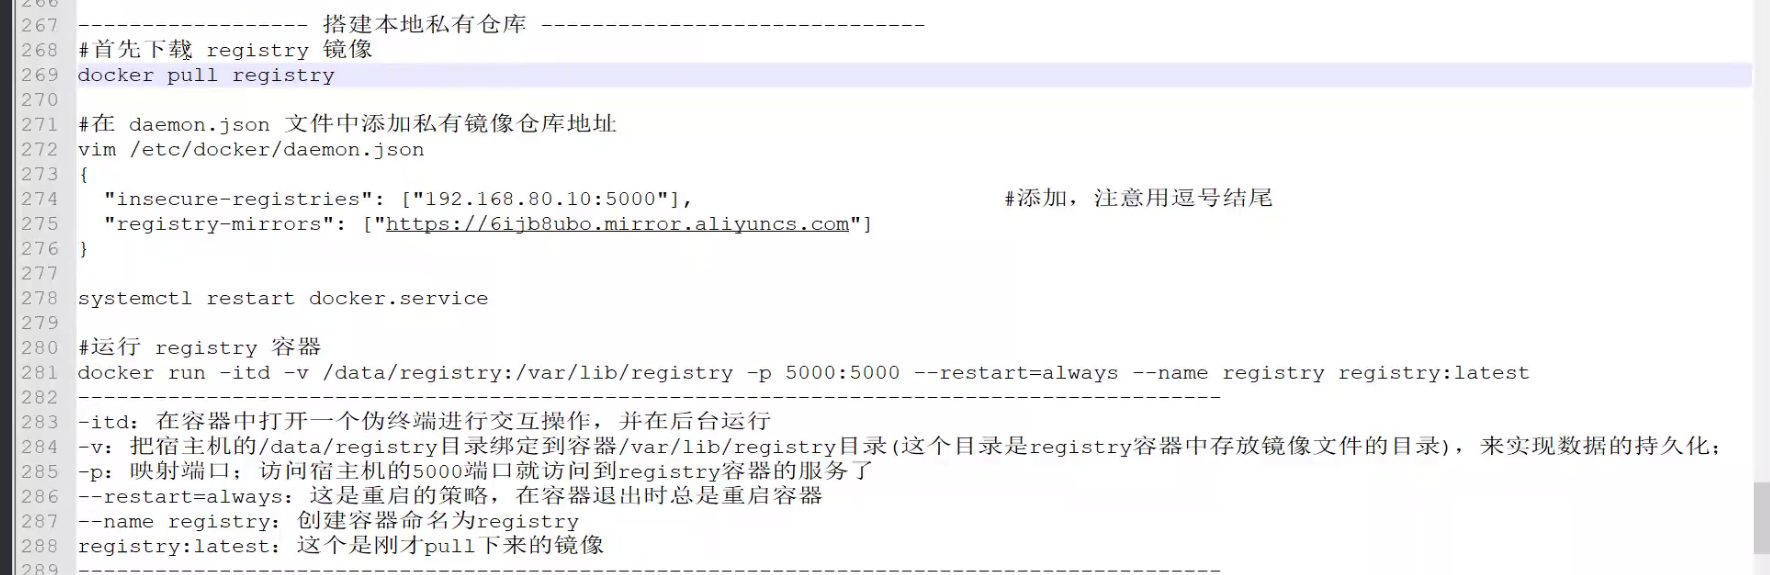 266
267 ------------------ 搭建本地私有仓库 ------------------------------
268 #首先下载 registry 镜像
269 docker pull registry
270
271 #在 daemon.json 文件中添加私有镜像仓库地址
272 vim /etc/docker/daemon.json
273 {
274   "insecure-registries": ["192.168.80.10:5000"],                        #添加，注意用逗号结尾
275   "registry-mirrors": ["https://6ijb8ubo.mirror.aliyuncs.com"]
276 }
277
278 systemctl restart docker.service
279
280 #运行 registry 容器
281 docker run -itd -v /data/registry:/var/lib/registry -p 5000:5000 --restart=always --name registry registry:latest
282 -----------------------------------------------------------------------------------------
283 -itd：在容器中打开一个伪终端进行交互操作，并在后台运行
284 -v：把宿主机的/data/registry目录绑定到容器/var/lib/registry目录(这个目录是registry容器中存放镜像文件的目录)，来实现数据的持久化；
285 -p：映射端口；访问宿主机的5000端口就访问到registry容器的服务了
286 --restart=always：这是重启的策略，在容器退出时总是重启容器
287 --name registry：创建容器命名为registry
288 registry:latest：这个是刚才pull下来的镜像
289 -----------------------------------------------------------------------------------------